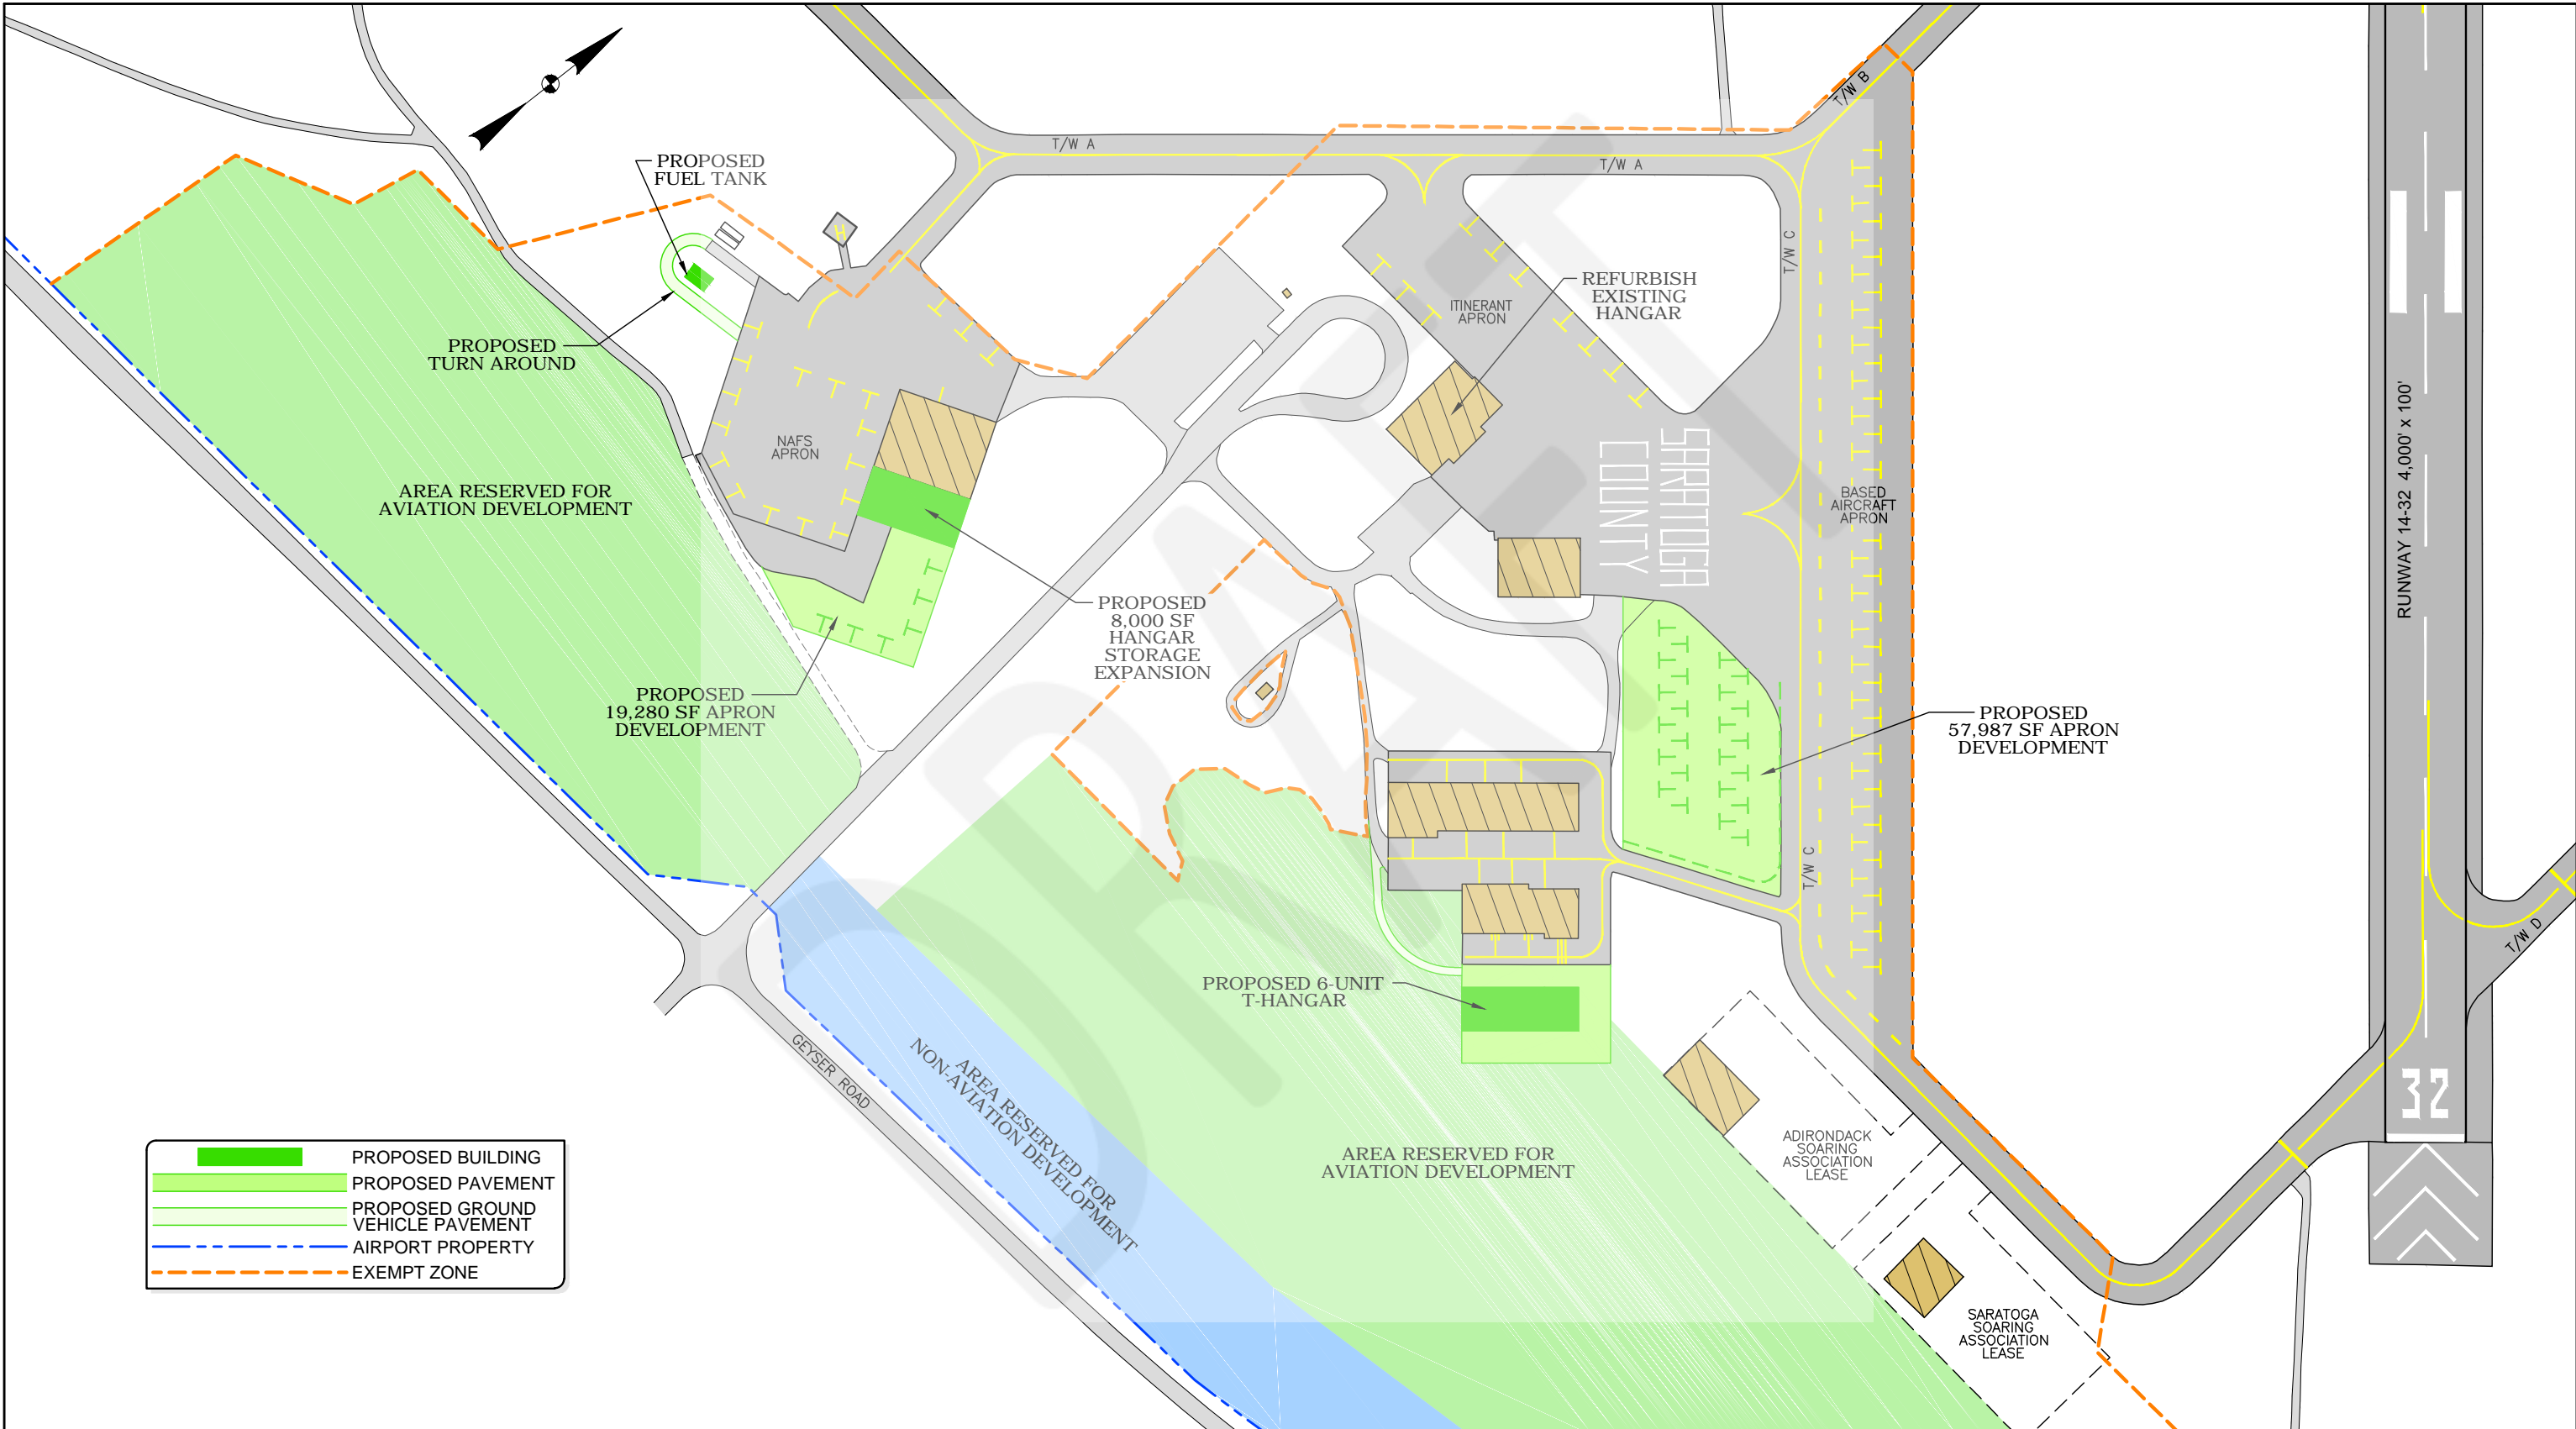 T/W B
T/W A
T/W A
PROPOSED
FUEL TANK
H
T/W C
REFURBISH
EXISTING
HANGAR
ITINERANT
APRON
PROPOSED
TURN AROUND
RUNWAY 14-32 4,000' x 100'
NAFS
APRON
SARATOGA
COUNTY
AREA RESERVED FOR
AVIATION DEVELOPMENT
BASED
AIRCRAFT
APRON
PROPOSED
8,000 SF
HANGAR
STORAGE
EXPANSION
PROPOSED
19,280 SF APRON
DEVELOPMENT
PROPOSED
57,987 SF APRON
DEVELOPMENT
T/W C
T/W D
PROPOSED 6-UNIT
T-HANGAR
GEYSER ROAD
AREA RESERVED FOR
NON-AVIATION DEVELOPMENT
32
AREA RESERVED FOR
AVIATION DEVELOPMENT
ADIRONDACK
SOARING
ASSOCIATION
LEASE
SARATOGA
SOARING
ASSOCIATION
LEASE
PROPOSED BUILDING
PROPOSED PAVEMENT
PROPOSED GROUND
VEHICLE PAVEMENT
AIRPORT PROPERTY
EXEMPT ZONE
DRAFT